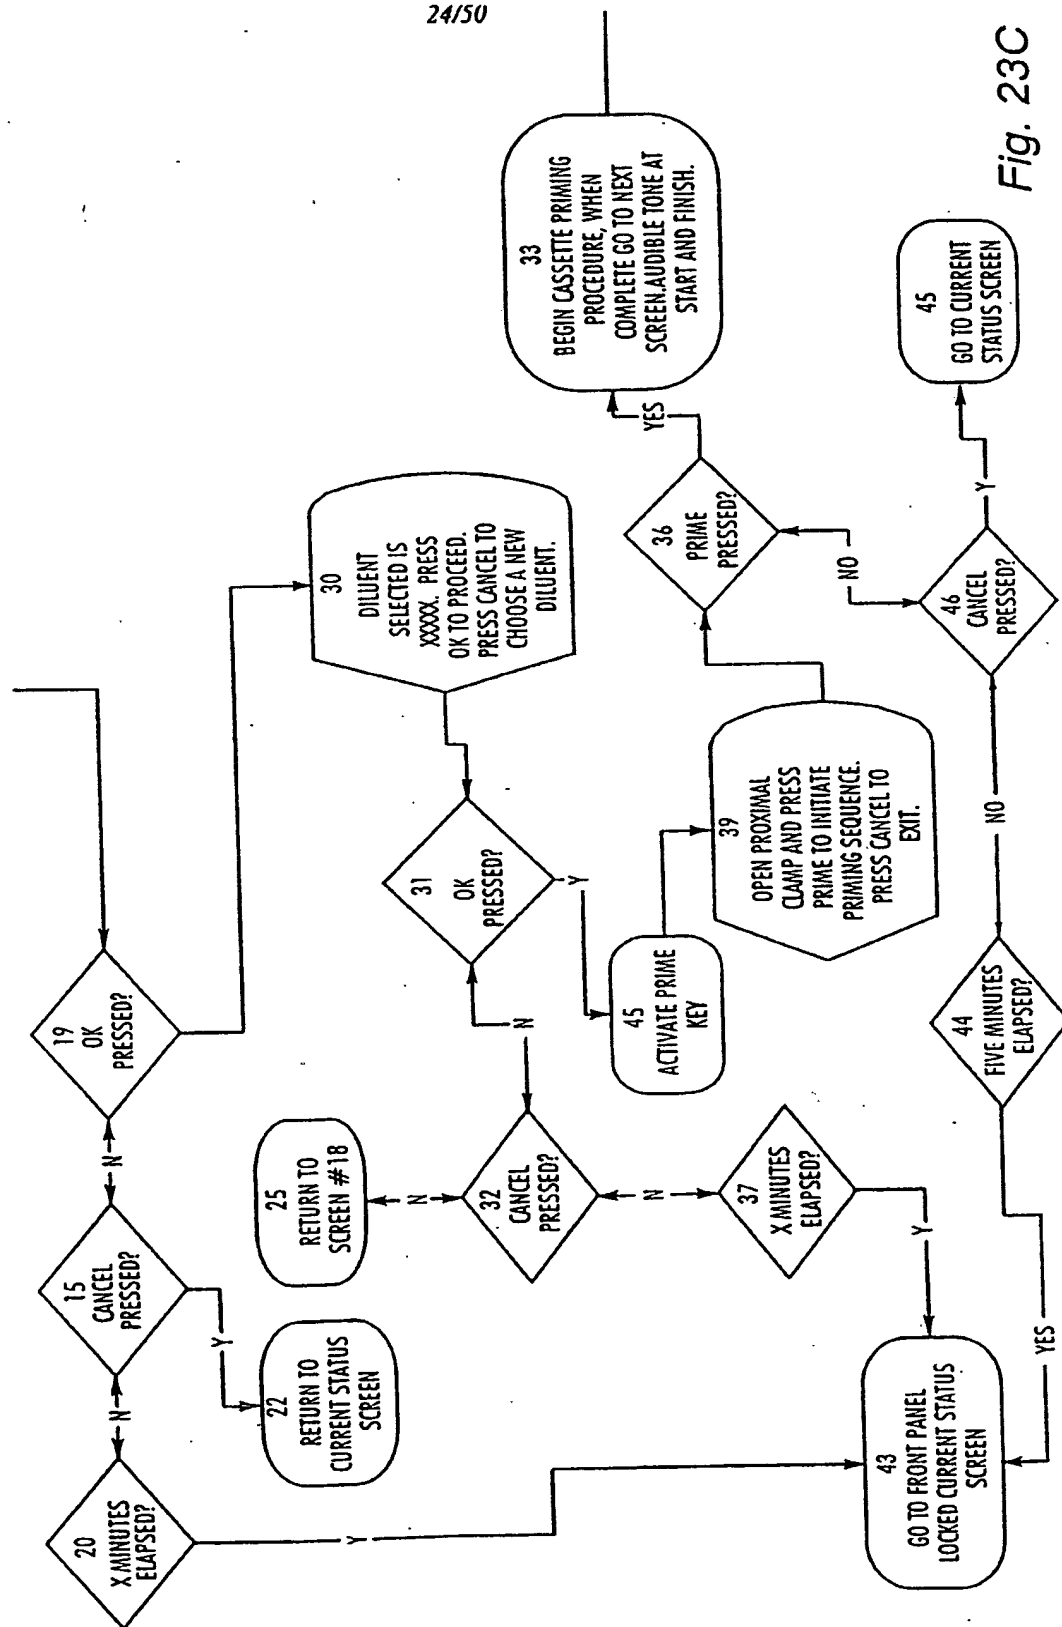 24/50
20
X MINUTES
ELAPSED?
N
15
CANCEL
PRESSED?
N
19
OK
PRESSED?
Y
22
RETURN TO
CURRENT STATUS
SCREEN
25
RETURN TO
SCREEN #18
N
32
CANCEL
PRESSED?
N
31
OK
PRESSED?
30
DILUENT
SELECTED IS
XXXX. PRESS
OK TO PROCEED.
PRESS CANCEL TO
CHOOSE A NEW
DILUENT.
Y
N
37
X MINUTES
ELAPSED?
Y
Y
45
ACTIVATE PRIME
KEY
39
OPEN PROXIMAL
CLAMP AND PRESS
PRIME TO INITIATE
PRIMING SEQUENCE.
PRESS CANCEL TO
EXIT.
36
PRIME
PRESSED?
YES
33
BEGIN CASSETTE PRIMING
PROCEDURE, WHEN
COMPLETE GO TO NEXT
SCREEN.AUDIBLE TONE AT
START AND FINISH.
NO
43
GO TO FRONT PANEL
LOCKED CURRENT STATUS
SCREEN
YES
44
FIVE MINUTES
ELAPSED?
NO
46
CANCEL
PRESSED?
Y
45
GO TO CURRENT
STATUS SCREEN
Fig. 23C